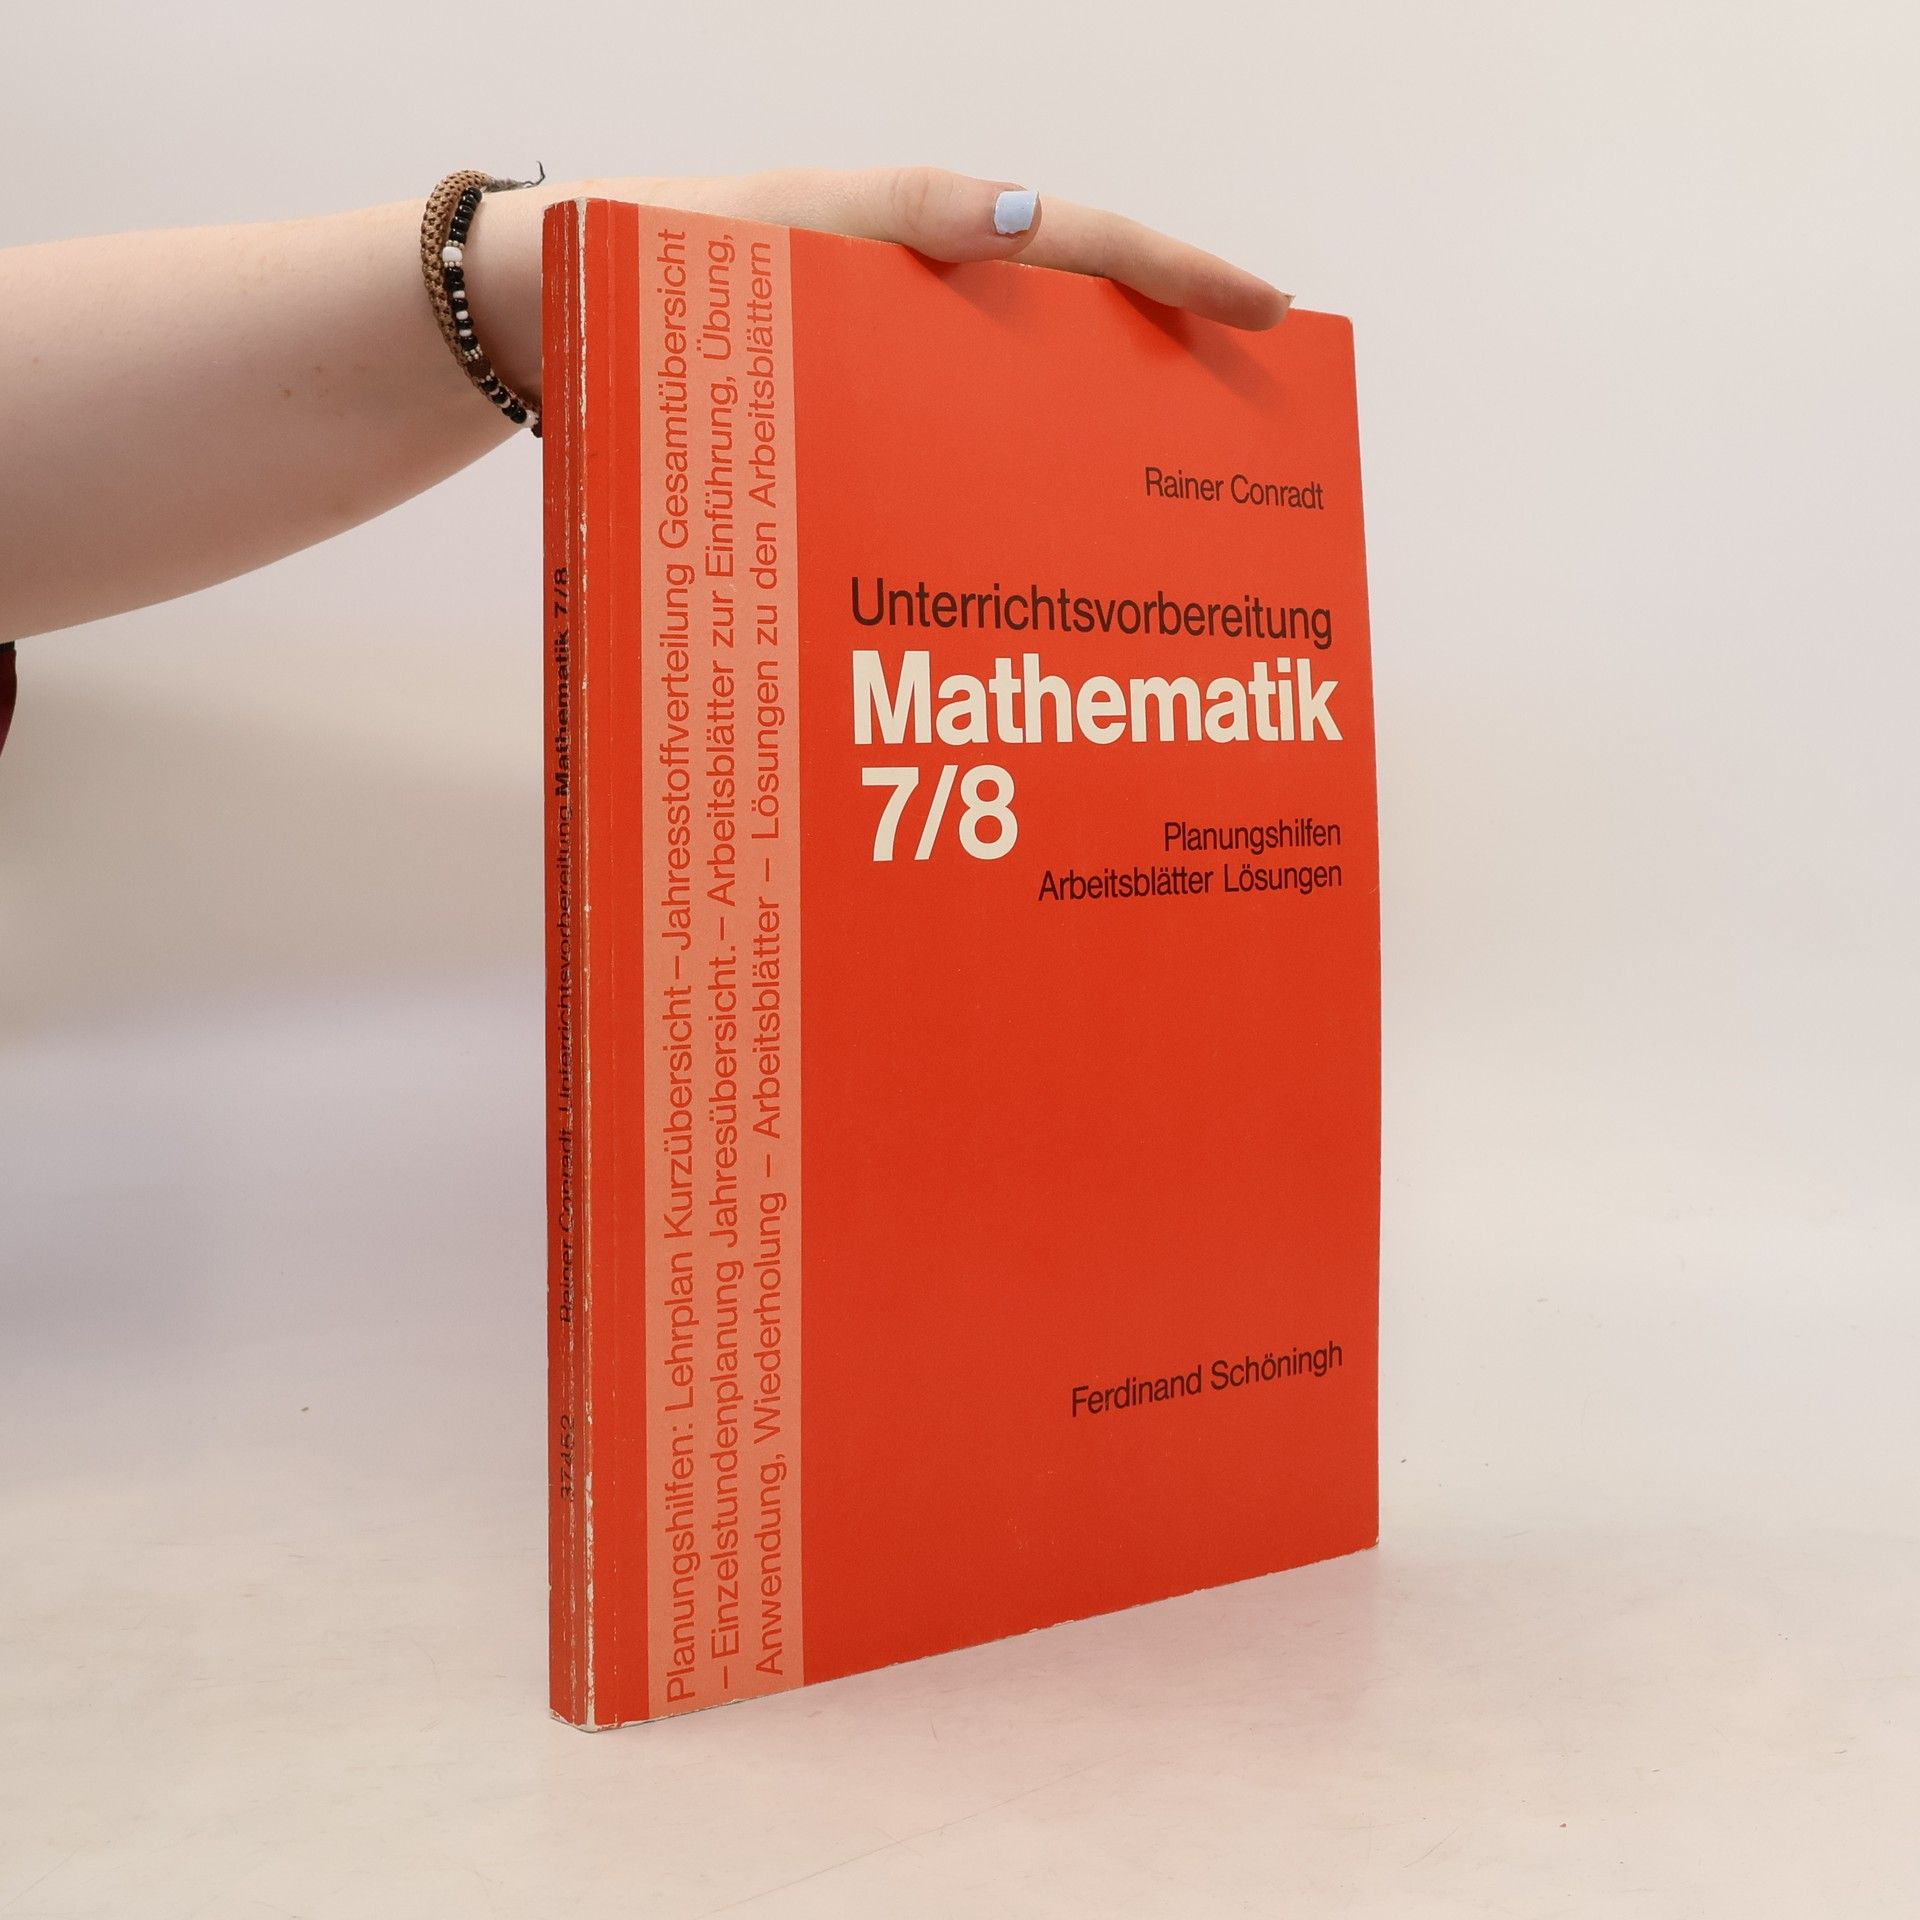 Rainer Conradt
Unterrichtsvorbereitung
Mathematik
7/8
Planungshilfen
Arbeitsblätter Lösungen
Ferdinand Schöningh
Planungshilfen: Lehrplan Kurzübersicht – Jahresstoffverteilung Gesamtübersicht
– Einzelstundenplanung Jahresübersicht. – Arbeitsblätter zur Einführung, Übung,
Anwendung, Wiederholung – Arbeitsblätter – Lösungen zu den Arbeitsblättern
37452 Rainer Conradt Unterrichtsvorbereitung Mathematik 7/8